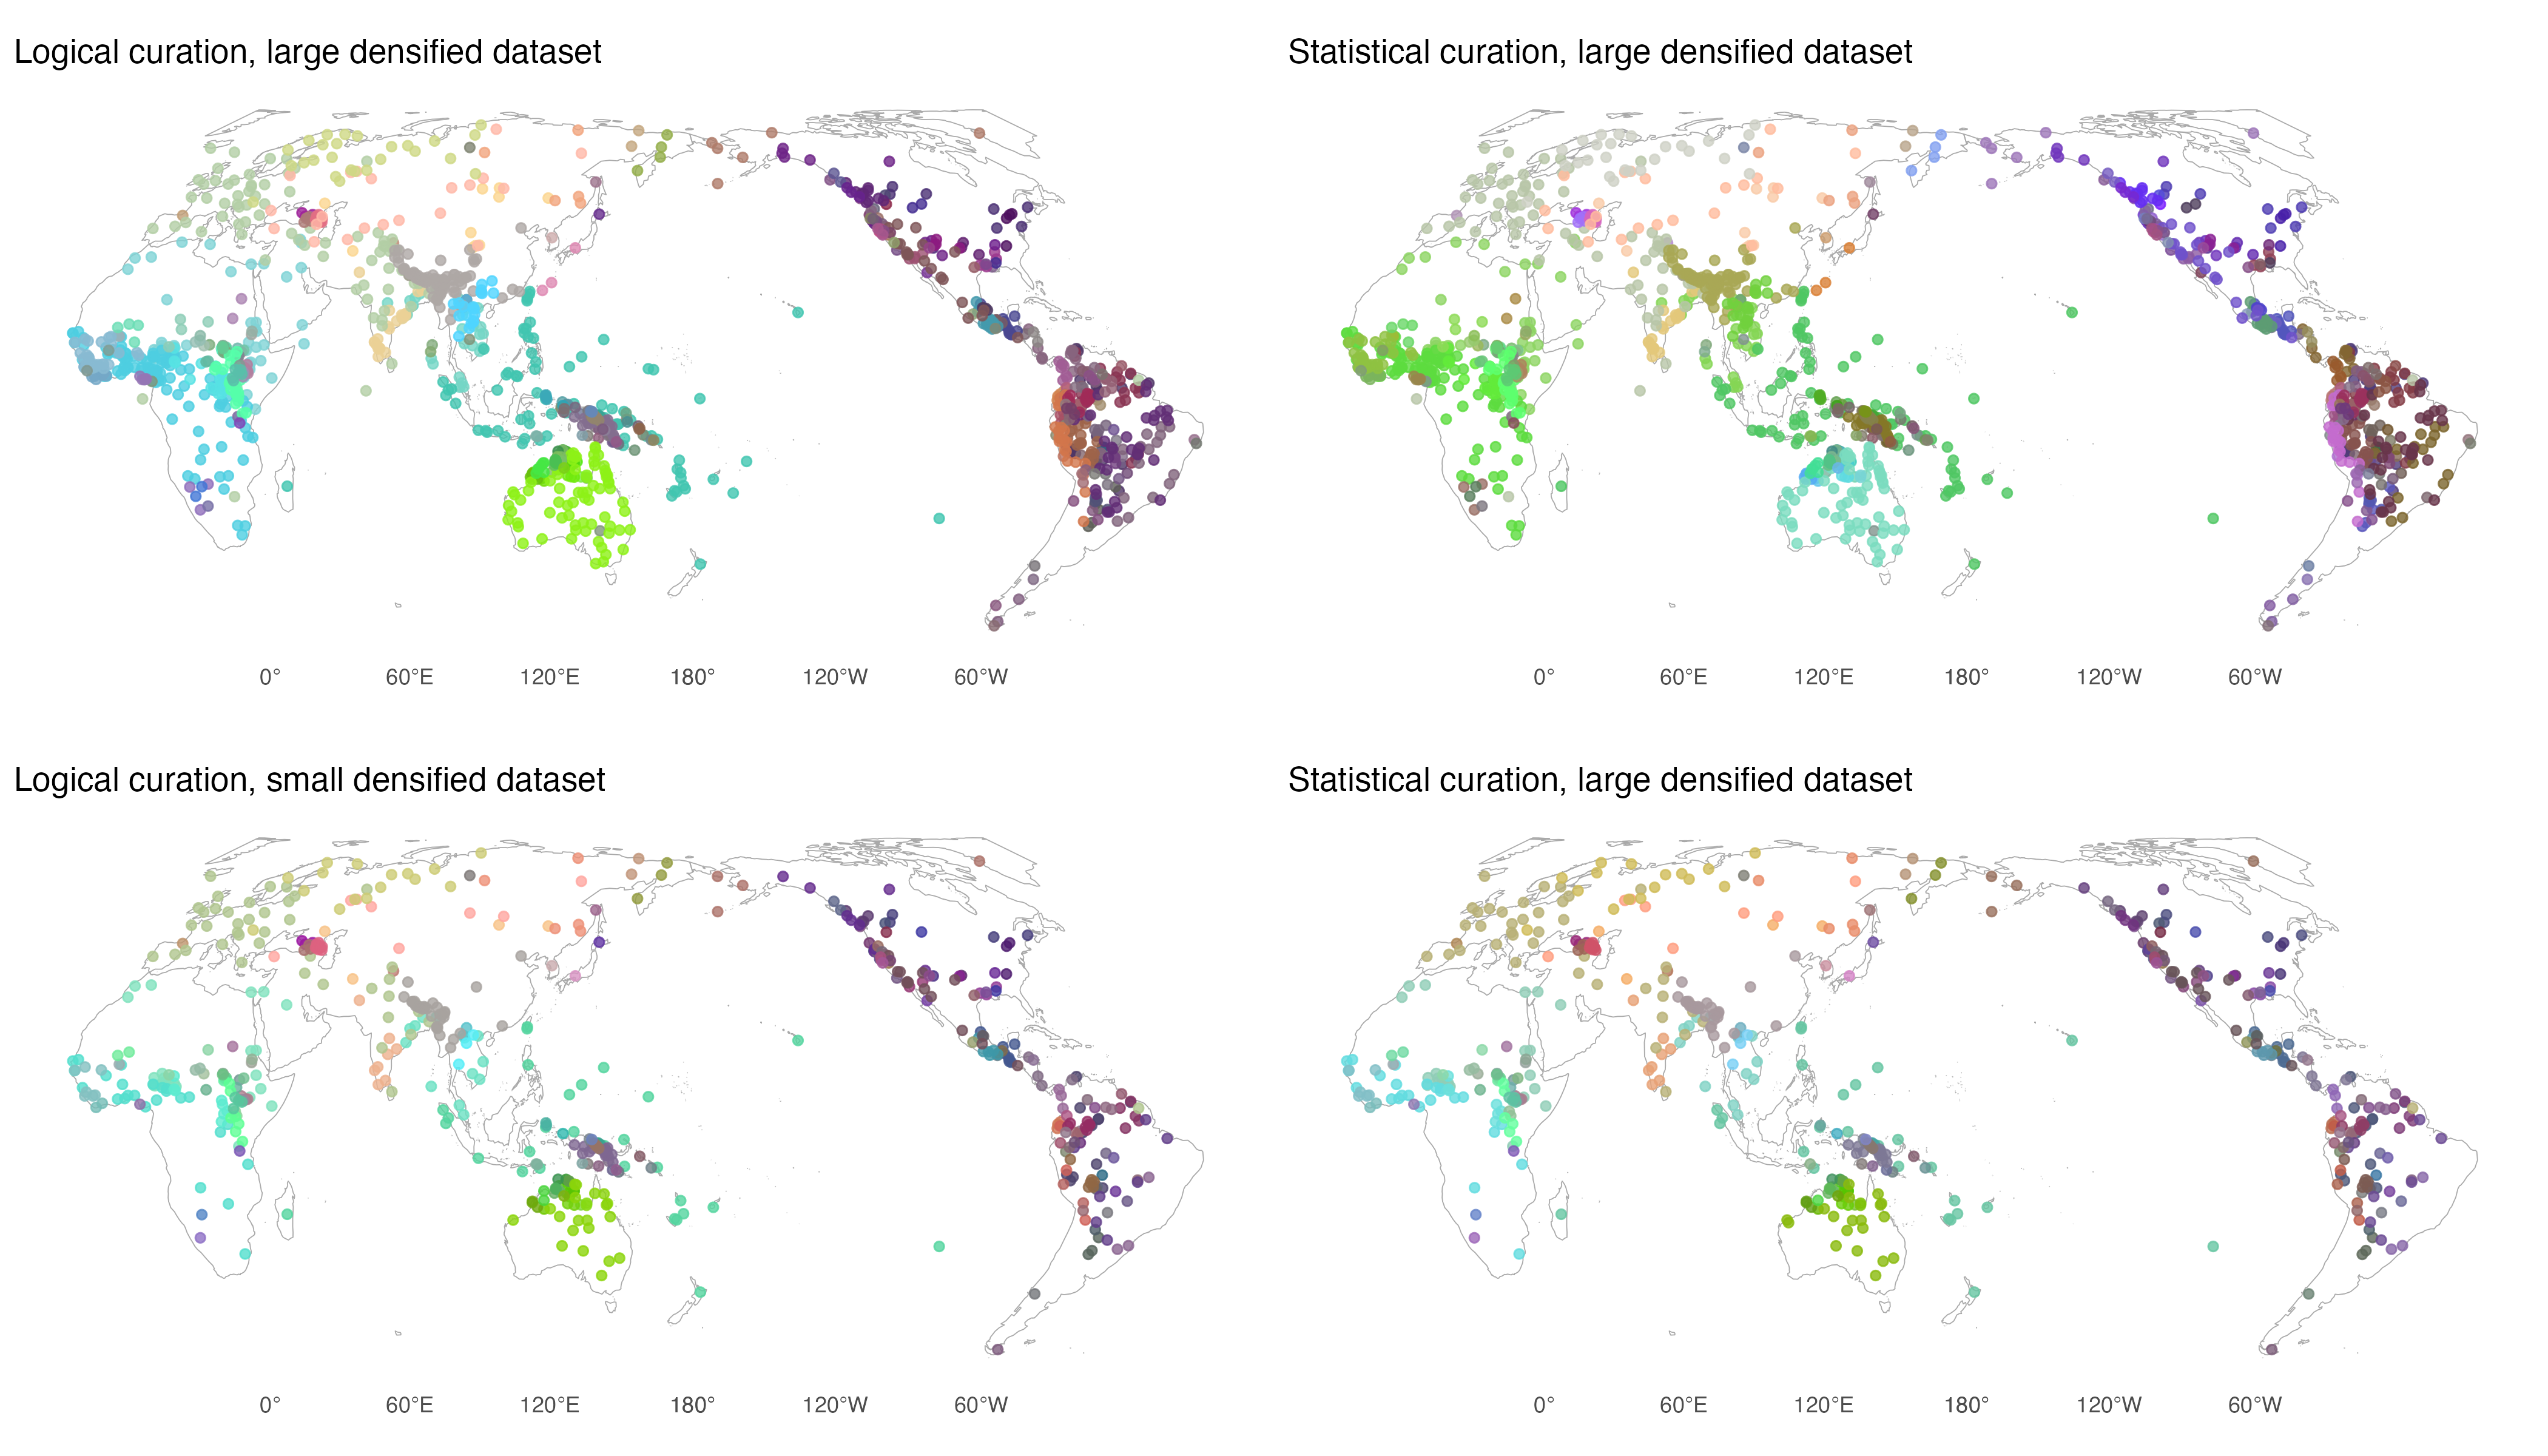 Logical curation, large densified dataset
Statistical curation, large densified dataset
0° 60°E 120°E 180° 120°W 60°W
0° 60°E 120°E 180° 120°W 60°W
Logical curation, small densified dataset
Statistical curation, large densified dataset
0° 60°E 120°E 180° 120°W 60°W
0° 60°E 120°E 180° 120°W 60°W